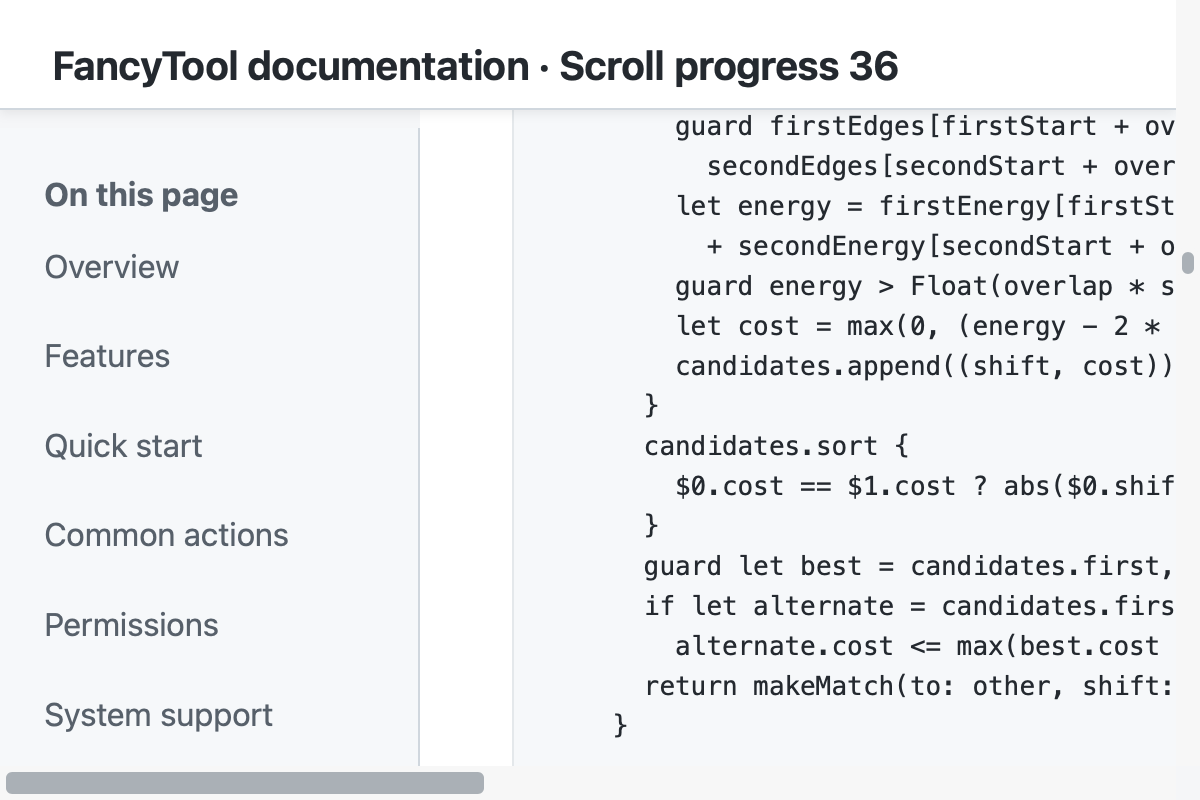 FancyTool documentation · Scroll progress 36
On this page
Overview
Features
Quick start
Common actions
Permissions
System support
guard firstEdges[firstStart + ov
secondEdges[secondStart + over
let energy = firstEnergy[firstSt
+ secondEnergy[secondStart + o
guard energy > Float(overlap * s
let cost = max(0, (energy - 2 *
candidates.append((shift, cost))
}
candidates.sort {
$0.cost == $1.cost ? abs($0.shif
}
guard let best = candidates.first,
if let alternate = candidates.firs
alternate.cost <= max(best.cost
return makeMatch(to: other, shift:
}